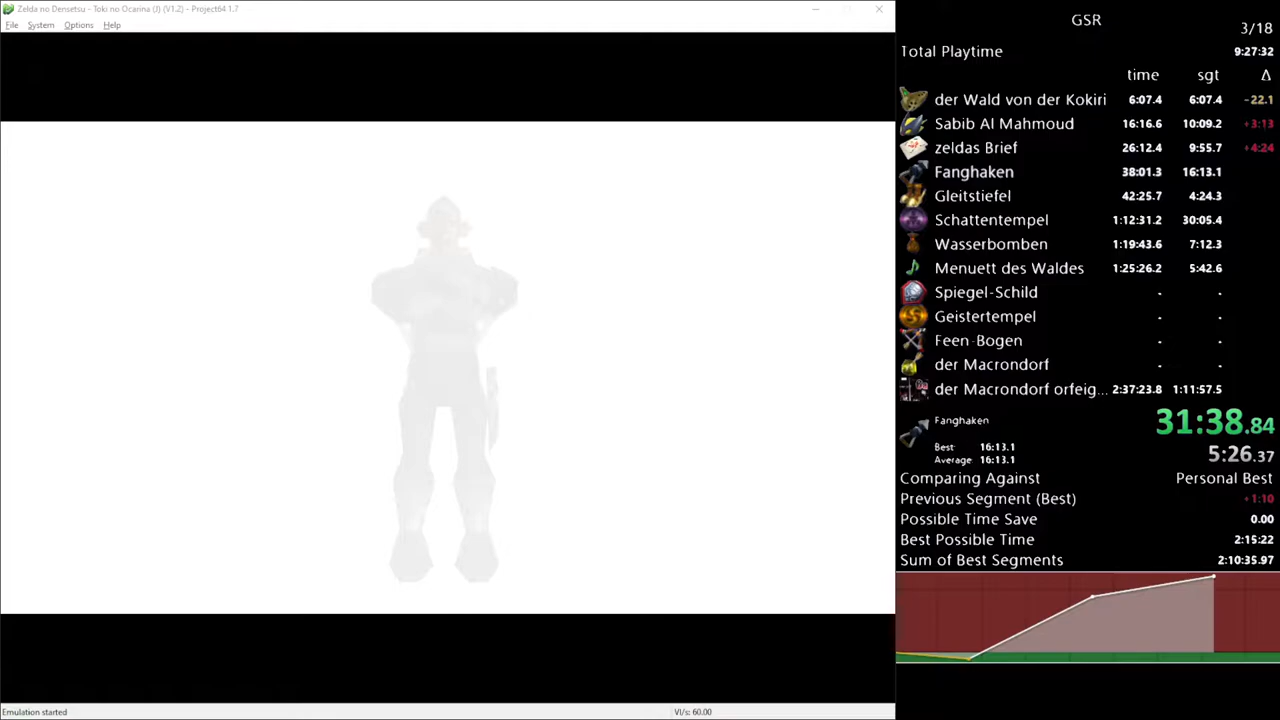 Zelda no Densetsu - Toki no Ocarina (J) (V1.2) - Project64 1.7
File System Options Help
GSR
3/18
Total Playtime 9:27:32
time sgt Δ
der Wald von der Kokiri 6:07.4 6:07.4 −22.1
Sabib Al Mahmoud 16:16.6 10:09.2 +3:13
zeldas Brief 26:12.4 9:55.7 +4:24
Fanghaken 38:01.3 16:13.1
Gleitstiefel 42:25.7 4:24.3
Schattentempel 1:12:31.2 30:05.4
Wasserbomben 1:19:43.6 7:12.3
Menuett des Waldes 1:25:26.2 5:42.6
Spiegel-Schild - -
Geistertempel - -
Feen-Bogen - -
der Macrondorf - -
der Macrondorf orfeig... 2:37:23.8 1:11:57.5
Fanghaken 31:38.84
Best: 16:13.1
Average: 16:13.1
5:26.37
Comparing Against Personal Best
Previous Segment (Best) +1:10
Possible Time Save 0.00
Best Possible Time 2:15:22
Sum of Best Segments 2:10:35.97
Emulation started VI/s: 60.00